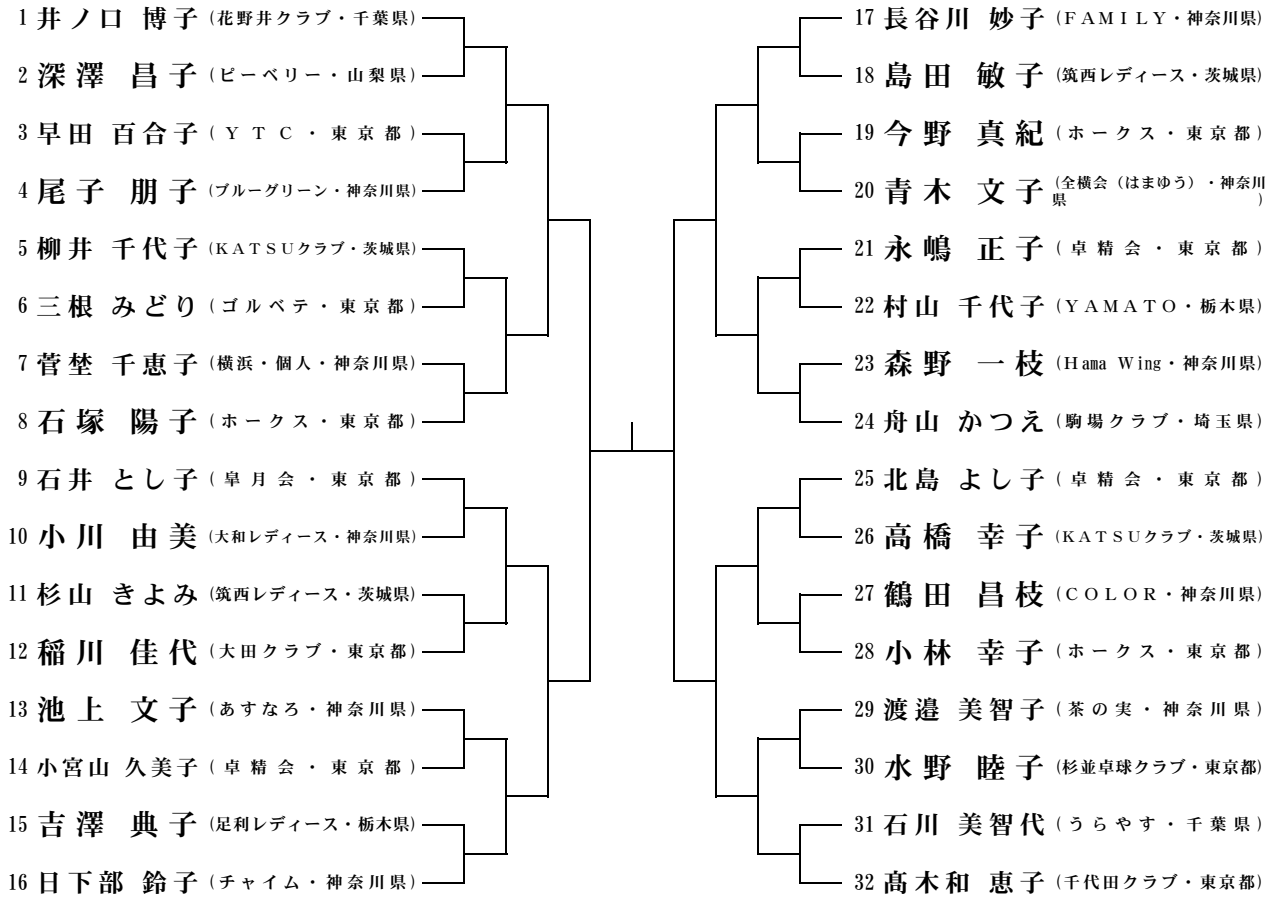 1 井ノ口 博子 (花野井クラブ・千葉県)
2 深澤 昌子 (ピーベリー・山梨県)
3 早田 百合子 (ＹＴＣ・東京都)
4 尾子 朋子 (ブルーグリーン・神奈川県)
5 柳井 千代子 (ＫＡＴＳＵクラブ・茨城県)
6 三根 みどり (ゴルベテ・東京都)
7 菅埜 千恵子 (横浜・個人・神奈川県)
8 石塚 陽子 (ホークス・東京都)
9 石井 とし子 (皐月会・東京都)
10 小川 由美 (大和レディース・神奈川県)
11 杉山 きよみ (筑西レディース・茨城県)
12 稲川 佳代 (大田クラブ・東京都)
13 池上 文子 (あすなろ・神奈川県)
14 小宮山 久美子 (卓精会・東京都)
15 吉澤 典子 (足利レディース・栃木県)
16 日下部 鈴子 (チャイム・神奈川県)
17 長谷川 妙子 (ＦＡＭＩＬＹ・神奈川県)
18 島田 敏子 (筑西レディース・茨城県)
19 今野 真紀 (ホークス・東京都)
20 青木 文子 (全横会（はまゆう）・神奈川
県)
21 永嶋 正子 (卓精会・東京都)
22 村山 千代子 (ＹＡＭＡＴＯ・栃木県)
23 森野 一枝 (Hama Wing・神奈川県)
24 舟山 かつえ (駒場クラブ・埼玉県)
25 北島 よし子 (卓精会・東京都)
26 高橋 幸子 (ＫＡＴＳＵクラブ・茨城県)
27 鶴田 昌枝 (ＣＯＬＯＲ・神奈川県)
28 小林 幸子 (ホークス・東京都)
29 渡邉 美智子 (茶の実・神奈川県)
30 水野 睦子 (杉並卓球クラブ・東京都)
31 石川 美智代 (うらやす・千葉県)
32 髙木和 恵子 (千代田クラブ・東京都)